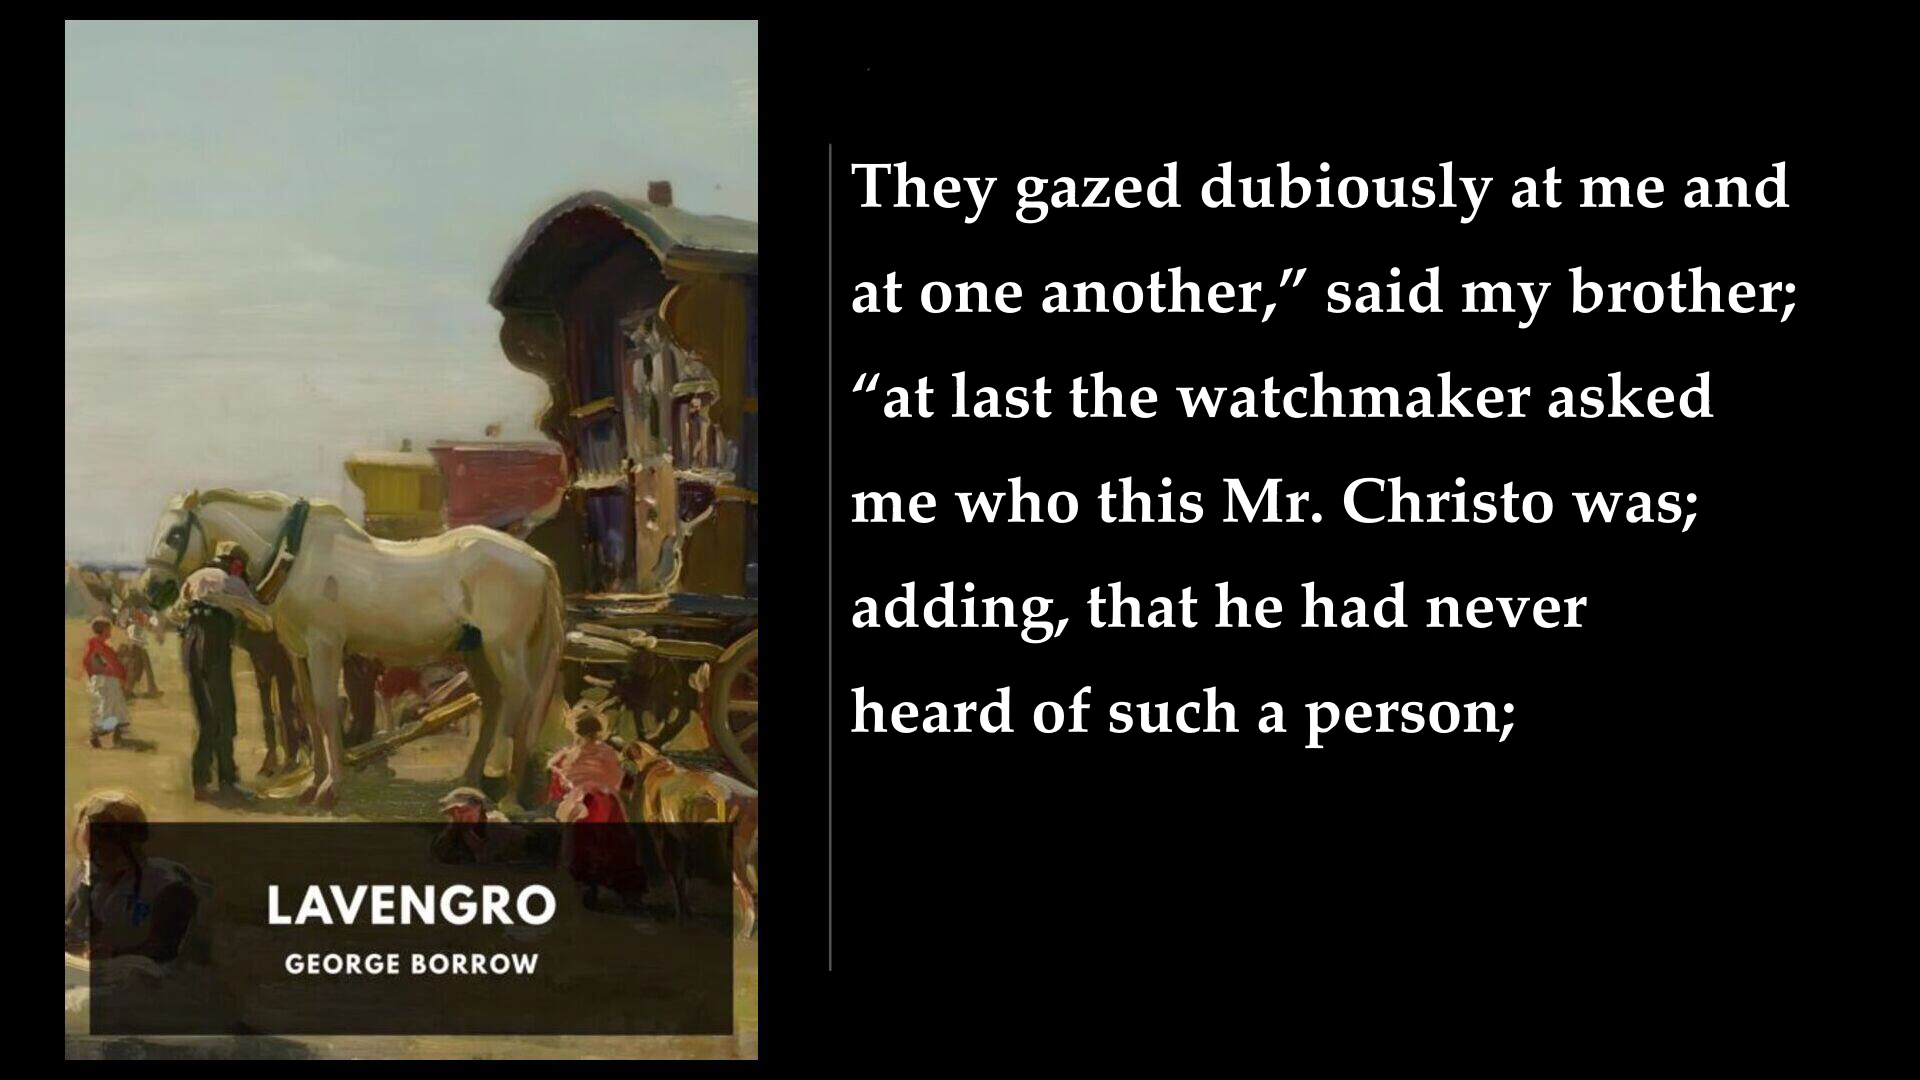 LAVENGRO
GEORGE BORROW
They gazed dubiously at me and
at one another,” said my brother;
“at last the watchmaker asked
me who this Mr. Christo was;
adding, that he had never
heard of such a person;